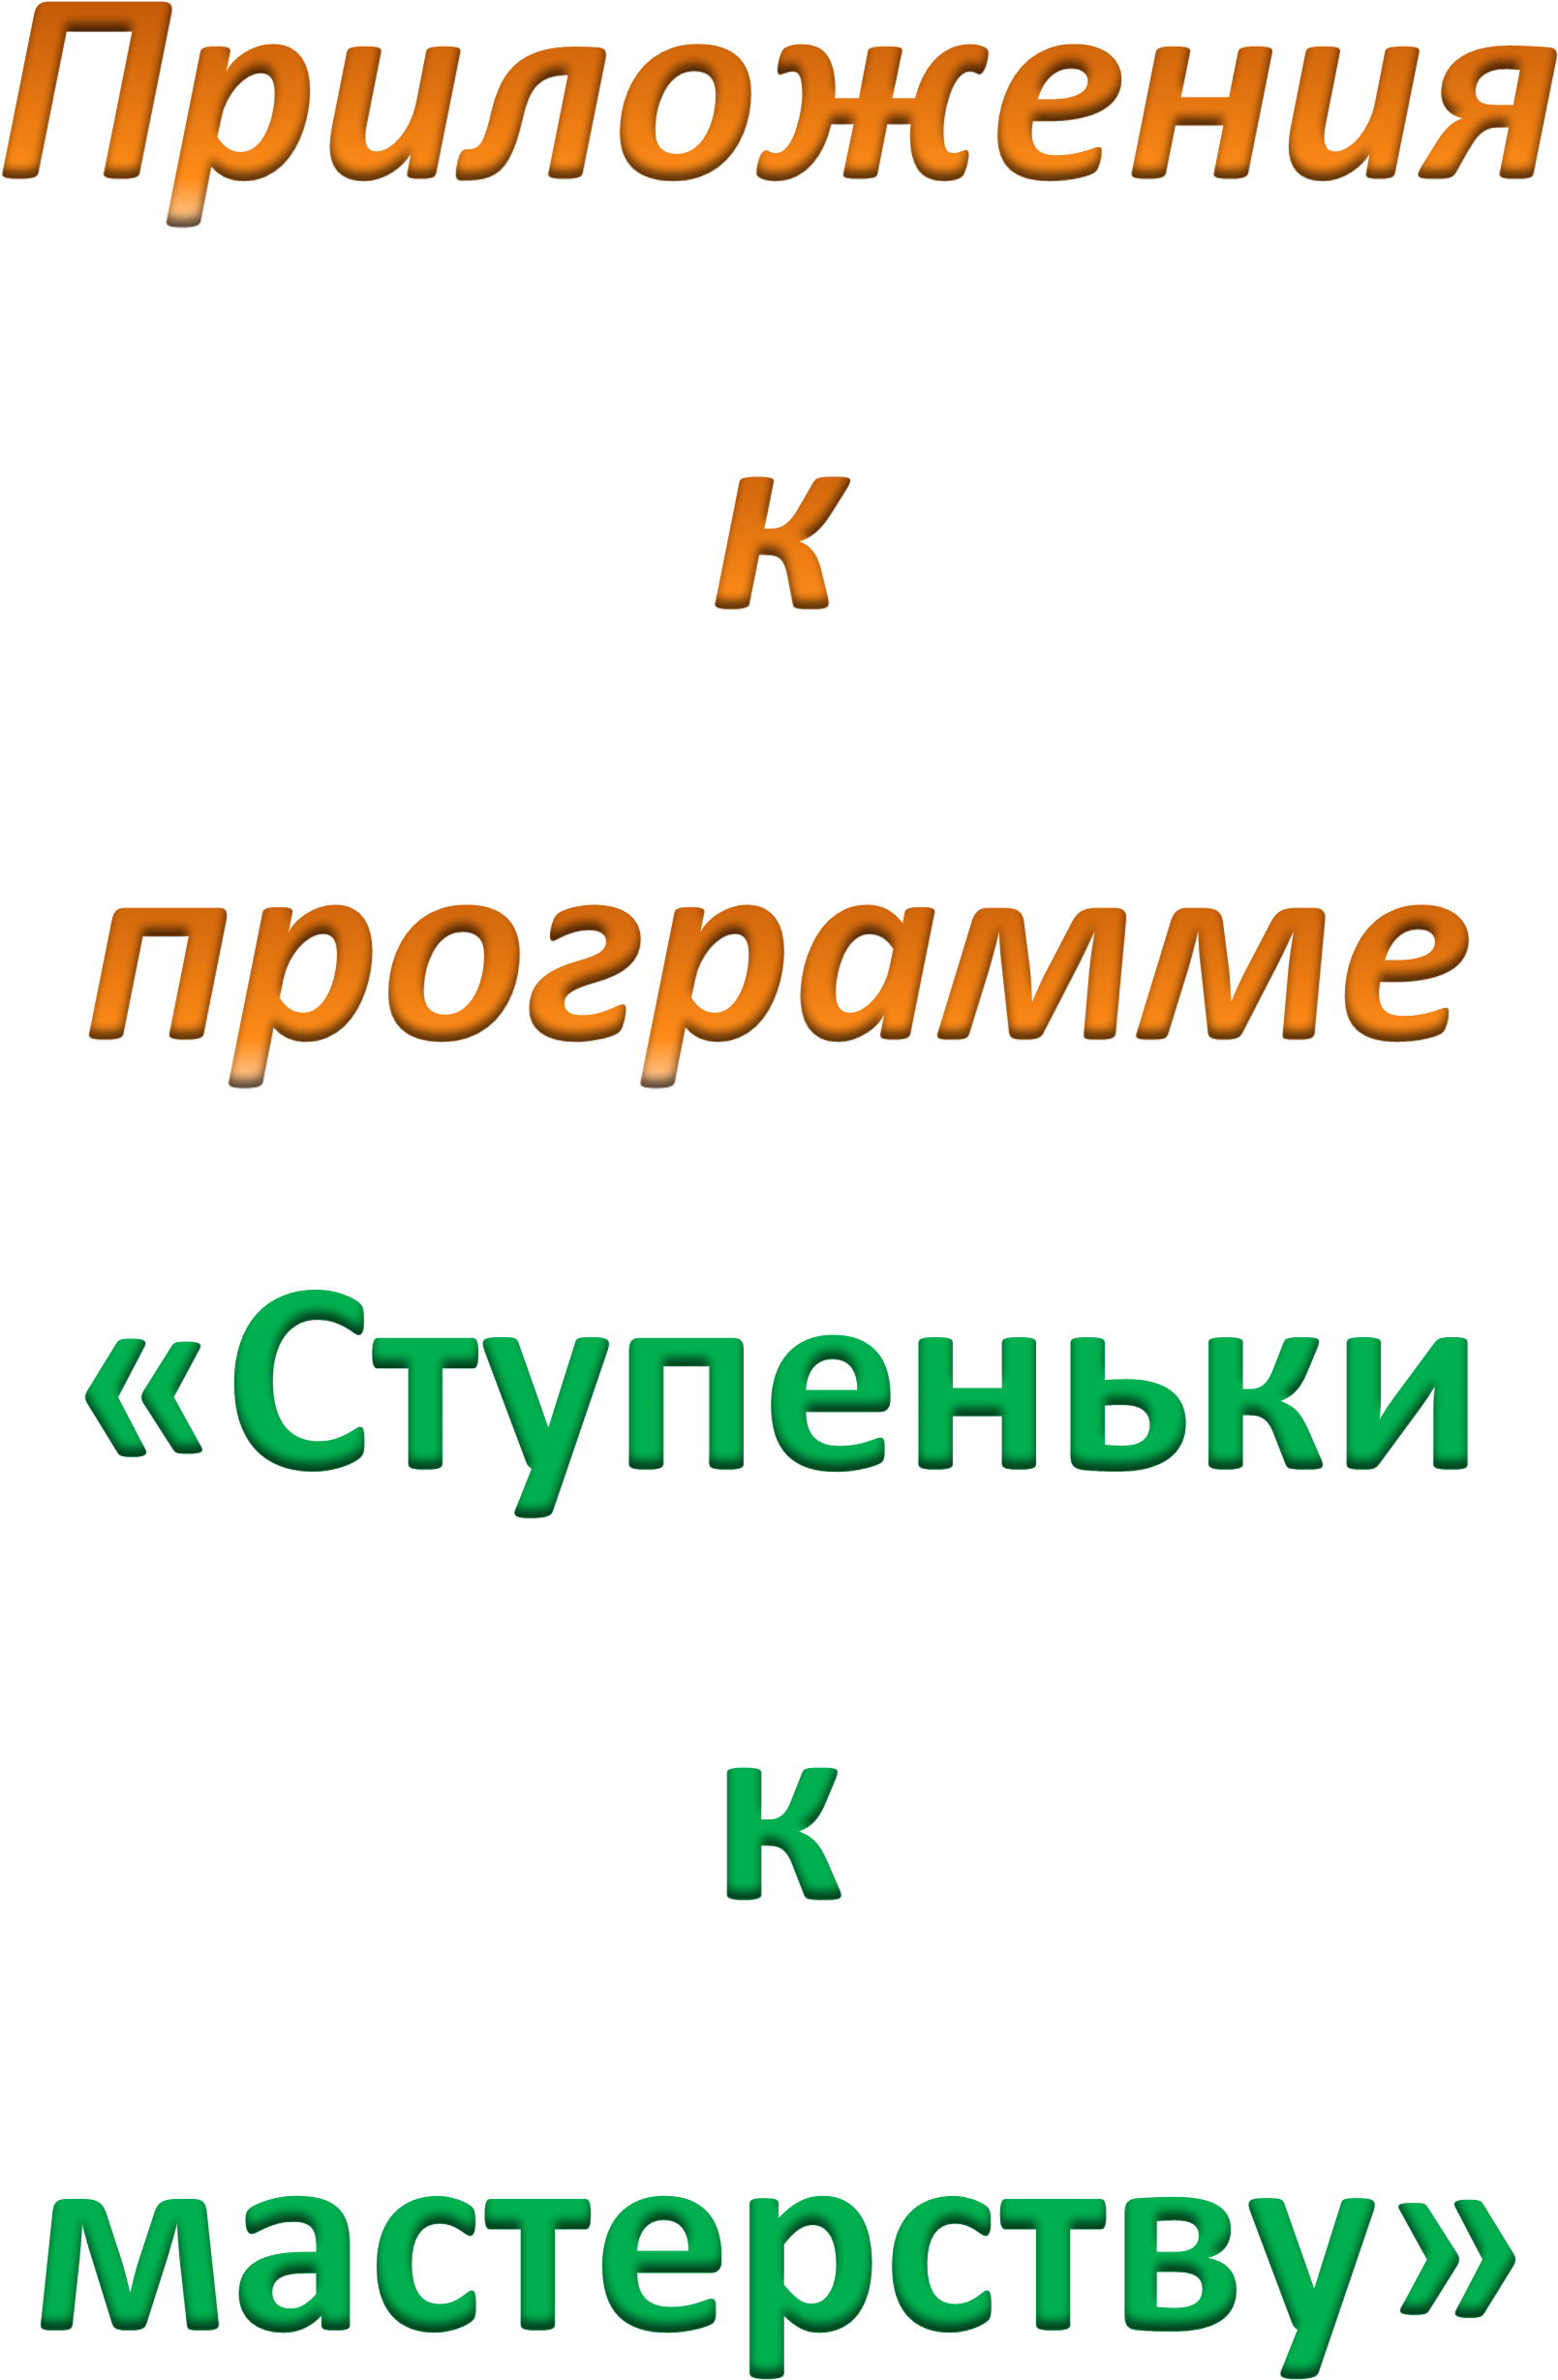 Приложения
к
программе
«Ступеньки
к
мастерству»